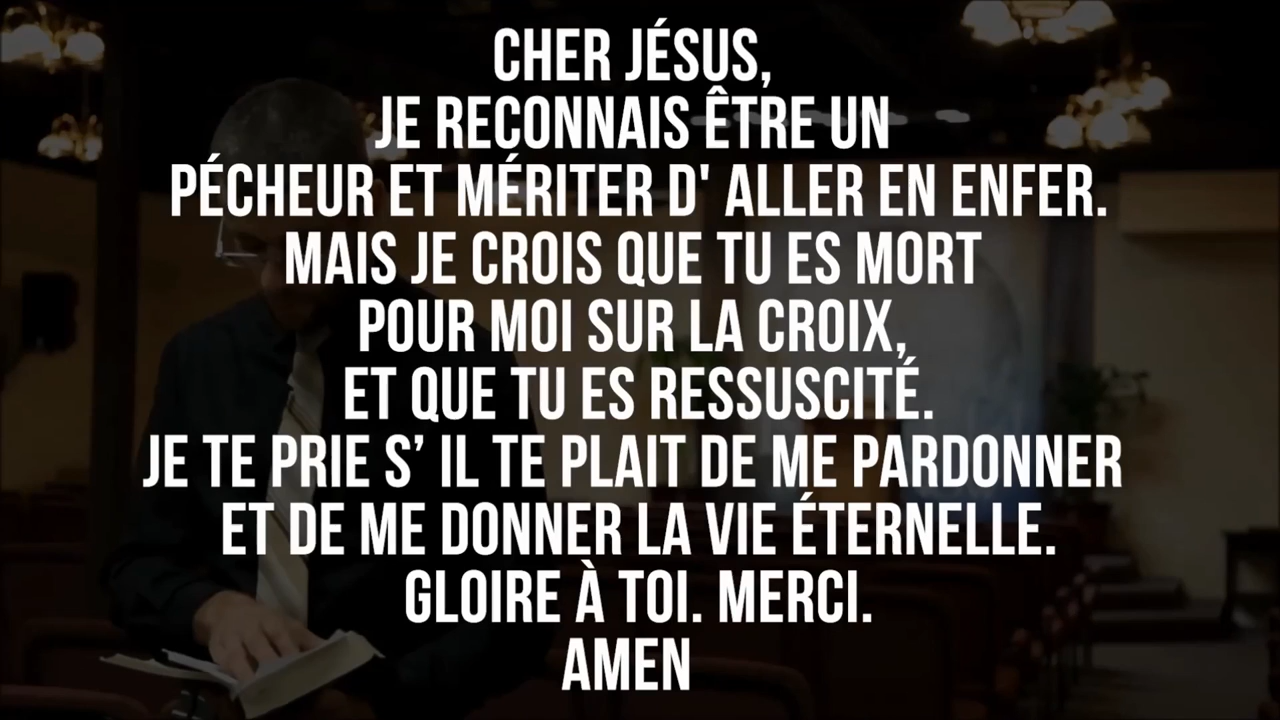 CHER JÉSUS,
JE RECONNAIS ÊTRE UN
PÉCHEUR ET MÉRITER D' ALLER EN ENFER.
MAIS JE CROIS QUE TU ES MORT
POUR MOI SUR LA CROIX,
ET QUE TU ES RESSUSCITÉ.
JE TE PRIE S’ IL TE PLAIT DE ME PARDONNER
ET DE ME DONNER LA VIE ÉTERNELLE.
GLOIRE À TOI. MERCI.
AMEN